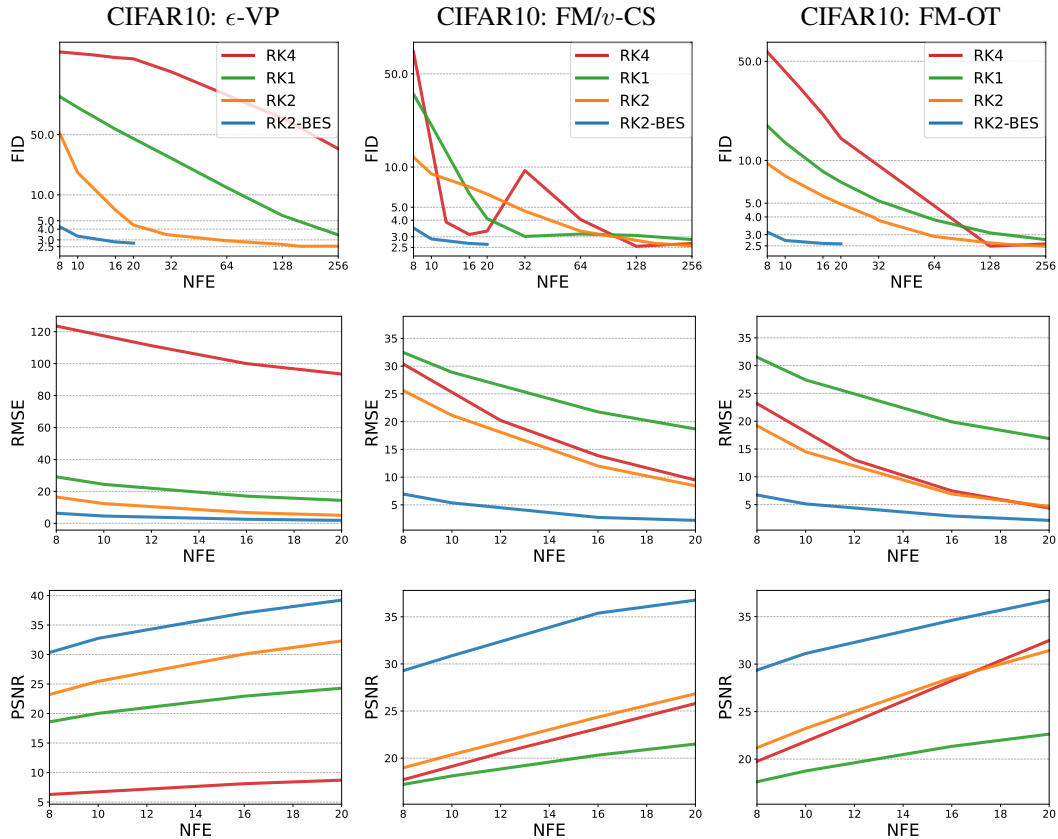 CIFAR10: ϵ-VP
CIFAR10: FM/v-CS
CIFAR10: FM-OT
FID
50.0
10.0
5.0
4.0
3.0
2.5
RK4
RK1
RK2
RK2-BES
8 10 16 20 32 64 128 256
NFE
FID
50.0
10.0
5.0
4.0
3.0
2.5
RK4
RK1
RK2
RK2-BES
8 10 16 20 32 64 128 256
NFE
FID
50.0
10.0
5.0
4.0
3.0
2.5
RK4
RK1
RK2
RK2-BES
8 10 16 20 32 64 128 256
NFE
RMSE
120
100
80
60
40
20
0
8 10 12 14 16 18 20
NFE
RMSE
35
30
25
20
15
10
5
8 10 12 14 16 18 20
NFE
RMSE
35
30
25
20
15
10
5
8 10 12 14 16 18 20
NFE
PSNR
40
35
30
25
20
15
10
5
8 10 12 14 16 18 20
NFE
PSNR
35
30
25
20
8 10 12 14 16 18 20
NFE
PSNR
35
30
25
20
8 10 12 14 16 18 20
NFE